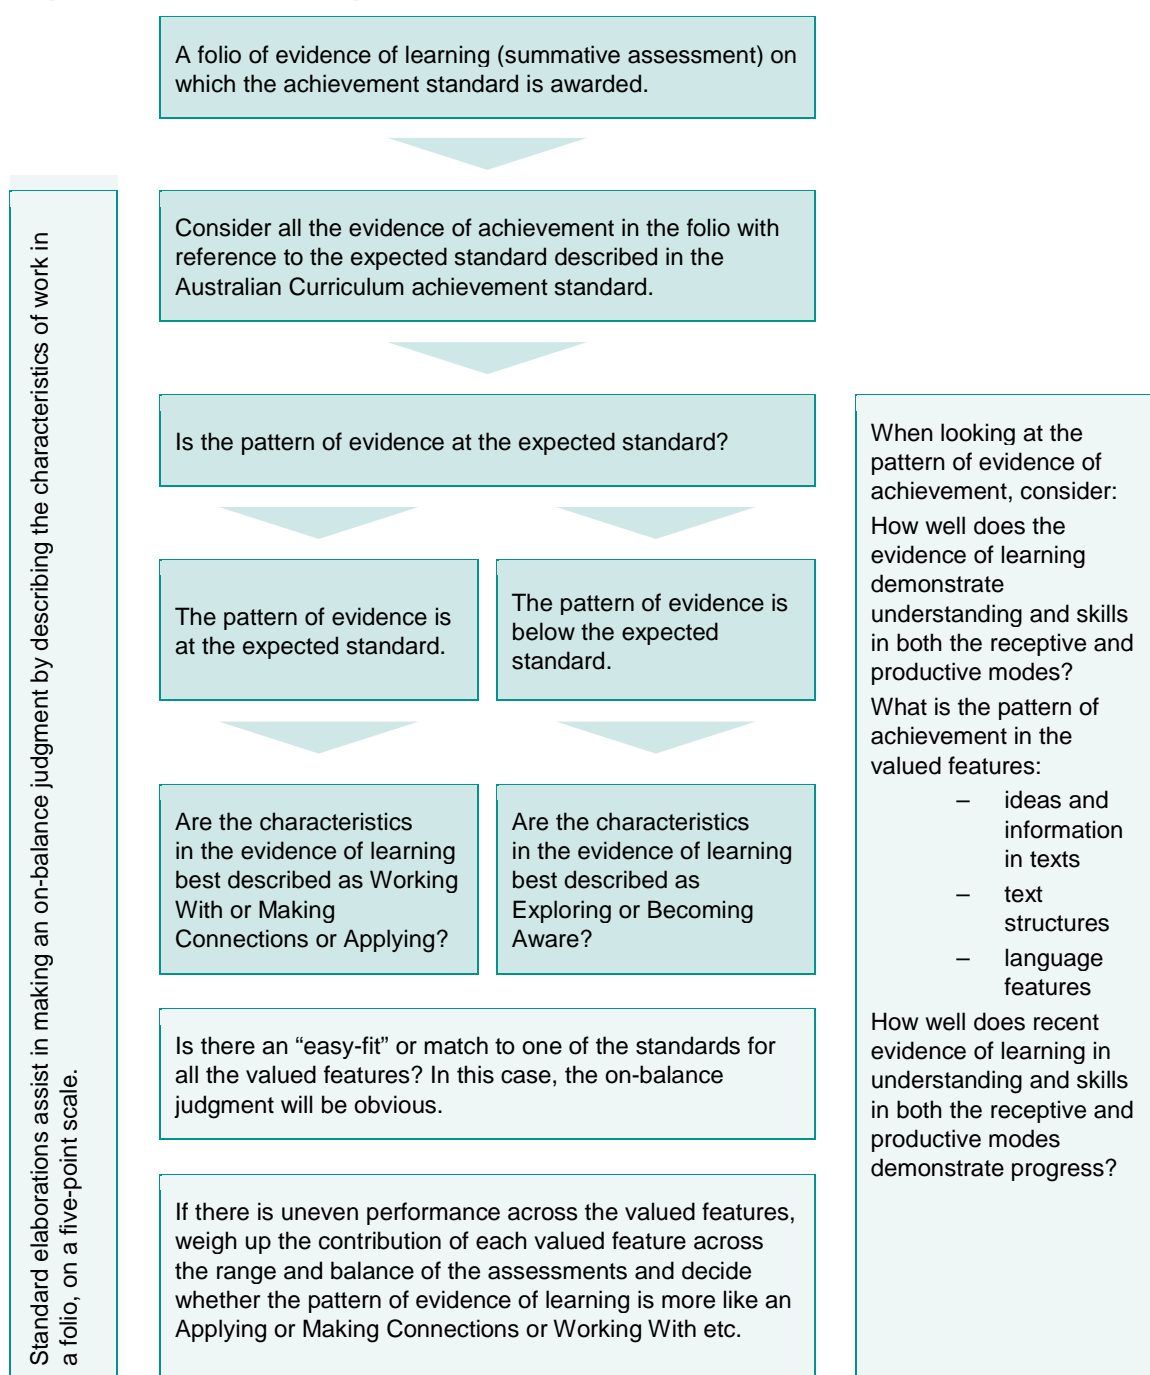 A folio of evidence of learning (summative assessment) on
which the achievement standard is awarded.
Standard elaborations assist in making an on-balance judgment by describing the characteristics of work in
a folio, on a five-point scale.
Consider all the evidence of achievement in the folio with
reference to the expected standard described in the
Australian Curriculum achievement standard.
Is the pattern of evidence at the expected standard?
The pattern of evidence is
at the expected standard.
The pattern of evidence is
below the expected
standard.
Are the characteristics
in the evidence of learning
best described as Working
With or Making
Connections or Applying?
Are the characteristics
in the evidence of learning
best described as
Exploring or Becoming
Aware?
Is there an “easy-fit” or match to one of the standards for
all the valued features? In this case, the on-balance
judgment will be obvious.
If there is uneven performance across the valued features,
weigh up the contribution of each valued feature across
the range and balance of the assessments and decide
whether the pattern of evidence of learning is more like an
Applying or Making Connections or Working With etc.
When looking at the
pattern of evidence of
achievement, consider:
How well does the
evidence of learning
demonstrate
understanding and skills
in both the receptive and
productive modes?
What is the pattern of
achievement in the
valued features:
– ideas and
information
in texts
– text
structures
– language
features
How well does recent
evidence of learning in
understanding and skills
in both the receptive and
productive modes
demonstrate progress?